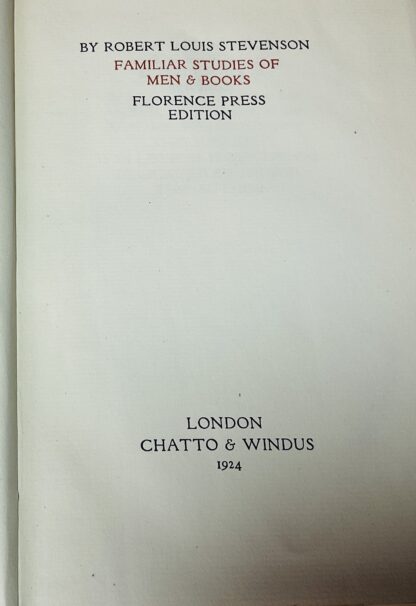 BY ROBERT LOUIS STEVENSON
FAMILIAR STUDIES OF
MEN & BOOKS
FLORENCE PRESS
EDITION
LONDON
CHATTO & WINDUS
1924